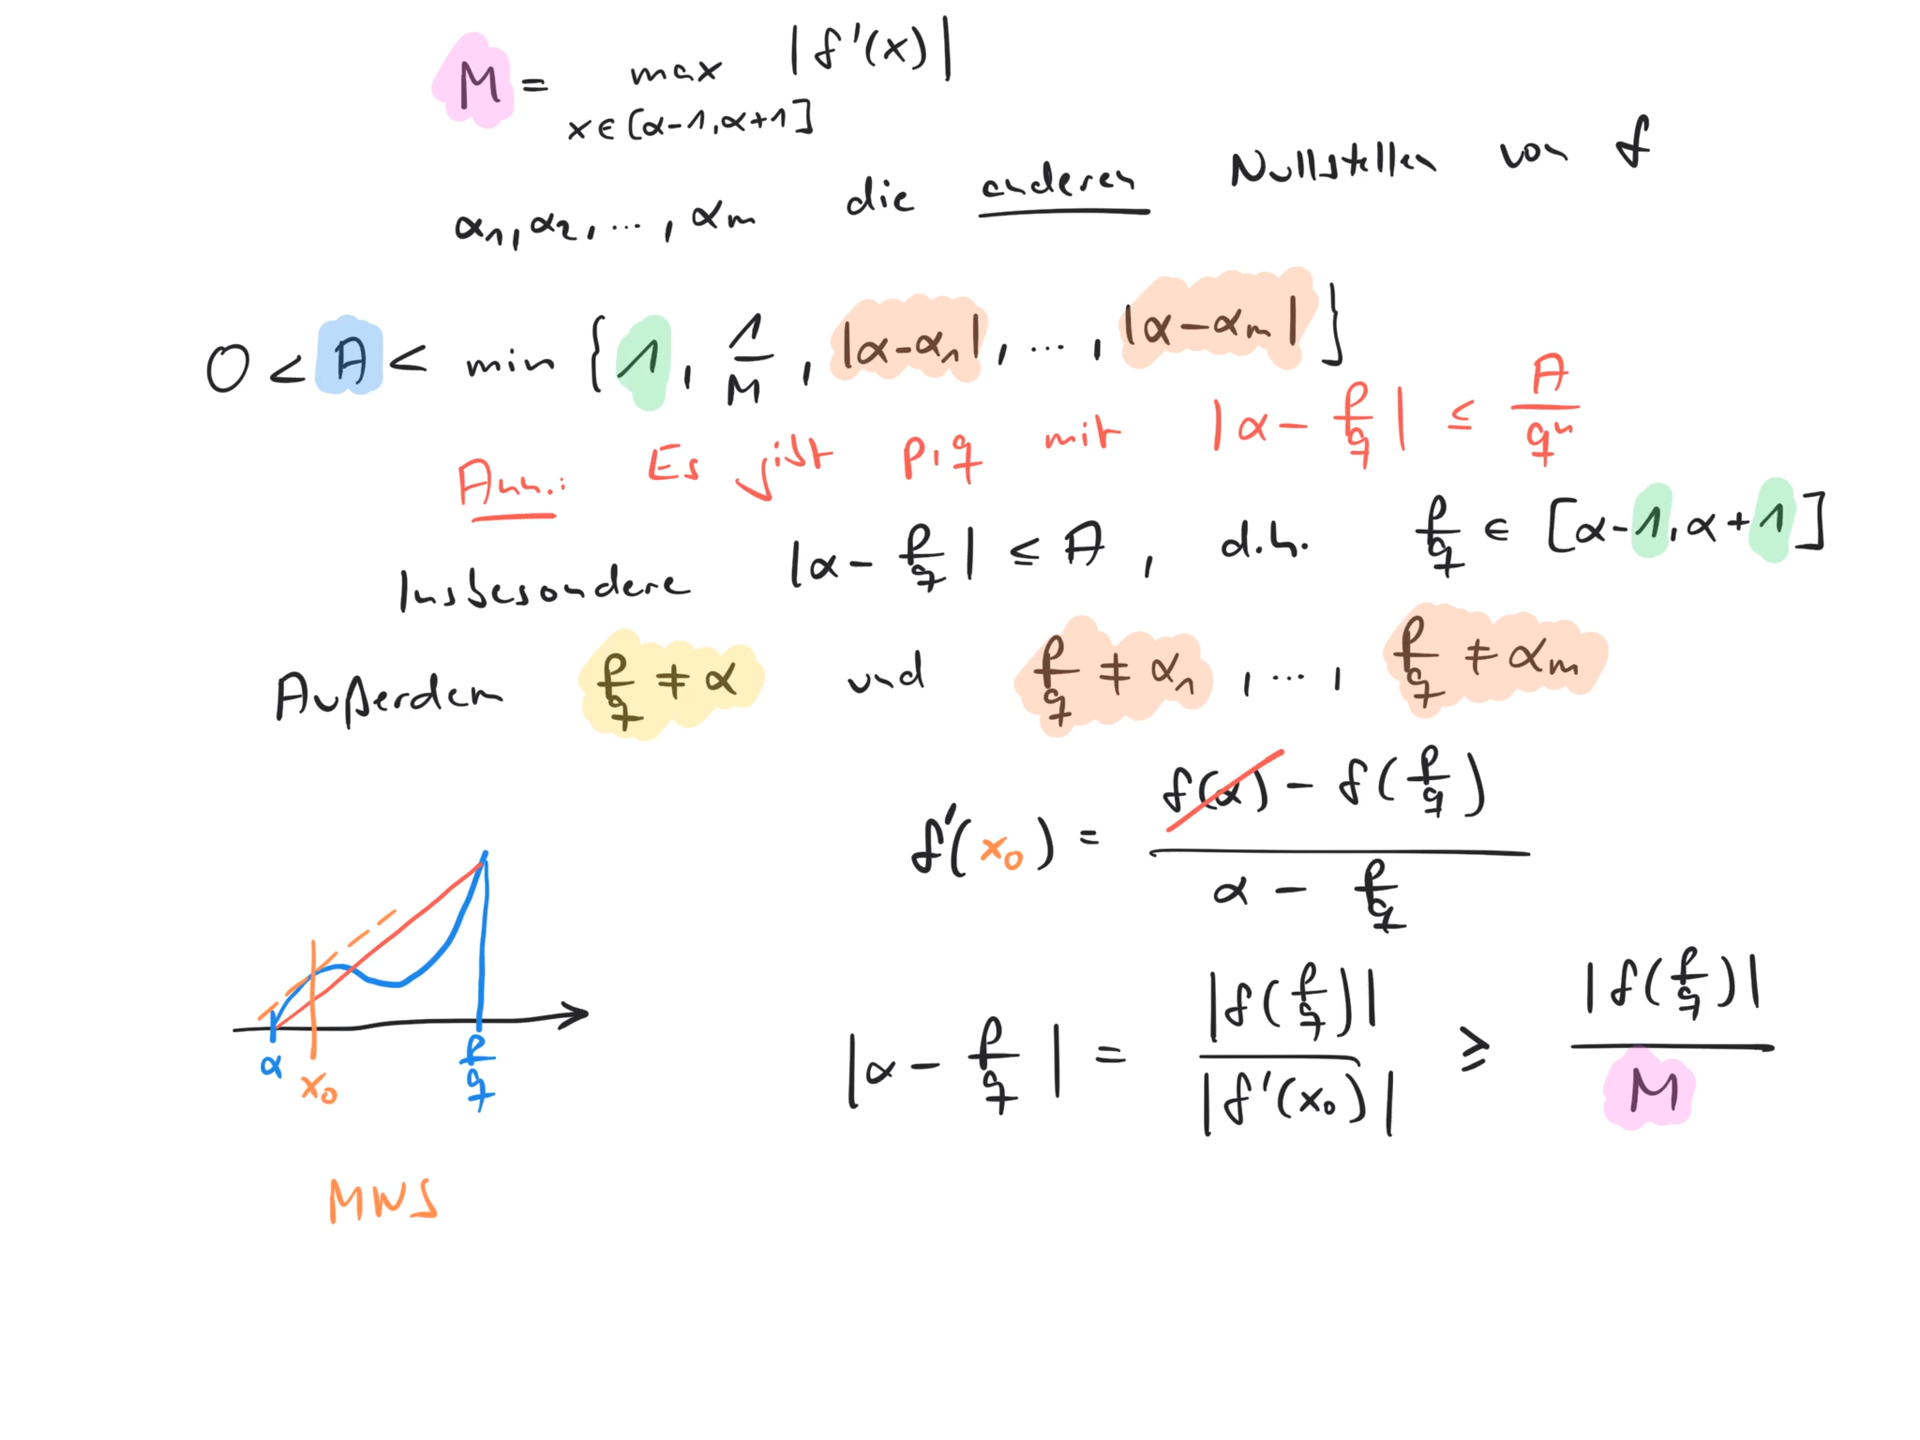 M = max |f'(x)|
x∈[α-1,α+1]
α₁,α₂,...,αₘ die anderen Nullstellen von f
0 < A < min {1, 1/M, |α-α₁|, ..., |α-αₘ|}
Ann.: Es gibt p,q mit |α - p/q| ≤ A/qⁿ
Insbesondere |α - p/q| ≤ A, d.h. p/q ∈ [α-1,α+1]
Außerdem p/q ≠ α und p/q ≠ α₁, ..., p/q ≠ αₘ
f'(x₀) = (f(α) - f(p/q)) / (α - p/q)
|α - p/q| = |f(p/q)| / |f'(x₀)| ≥ |f(p/q)| / M
α x₀ p/q
MWS